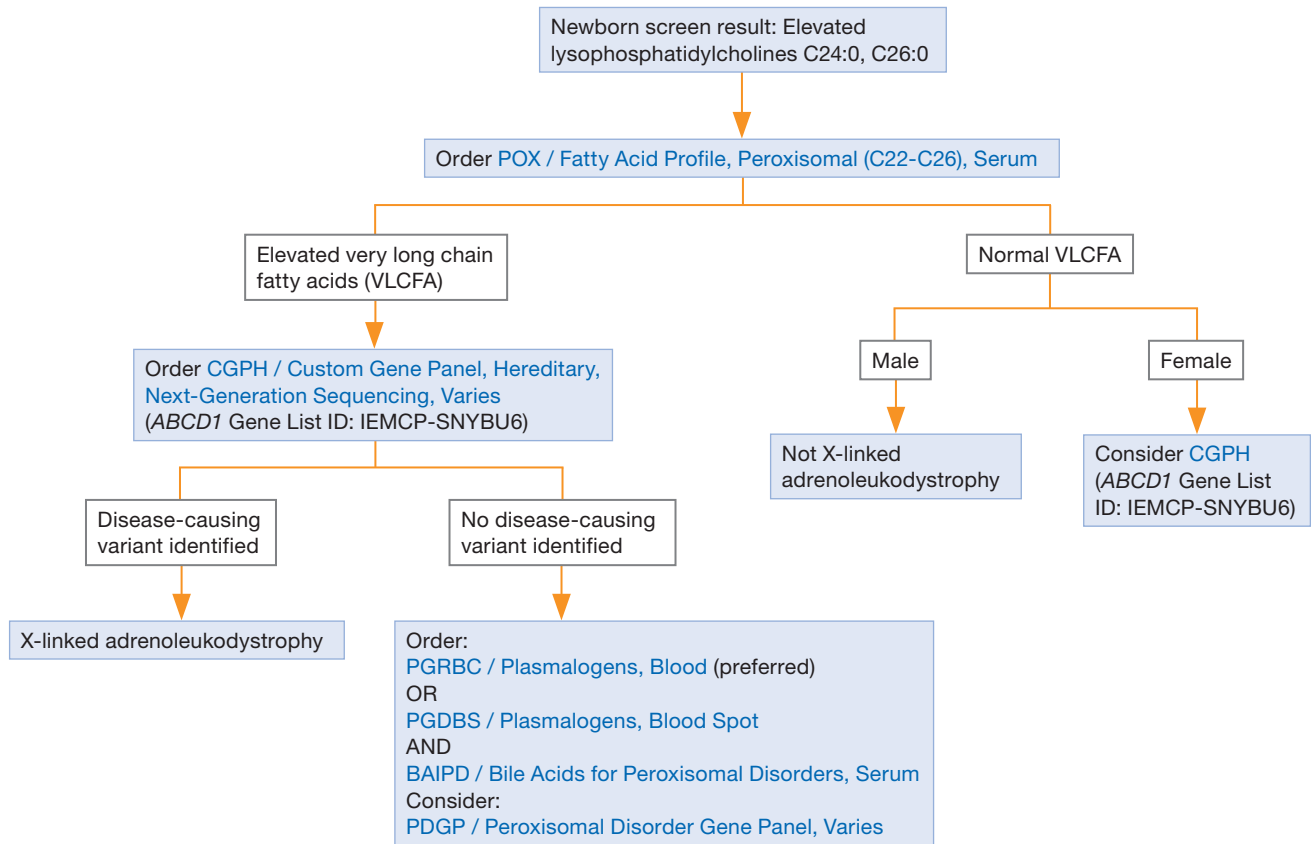 Newborn screen result: Elevated
lysophosphatidylcholines C24:0, C26:0
Order POX / Fatty Acid Profile, Peroxisomal (C22-C26), Serum
Elevated very long chain
fatty acids (VLCFA)
Normal VLCFA
Order CGPH / Custom Gene Panel, Hereditary,
Next-Generation Sequencing, Varies
(ABCD1 Gene List ID: IEMCP-SNYBU6)
Male
Female
Not X-linked
adrenoleukodystrophy
Consider CGPH
(ABCD1 Gene List
ID: IEMCP-SNYBU6)
Disease-causing
variant identified
No disease-causing
variant identified
X-linked adrenoleukodystrophy
Order:
PGRBC / Plasmalogens, Blood (preferred)
OR
PGDBS / Plasmalogens, Blood Spot
AND
BAIPD / Bile Acids for Peroxisomal Disorders, Serum
Consider:
PDGP / Peroxisomal Disorder Gene Panel, Varies